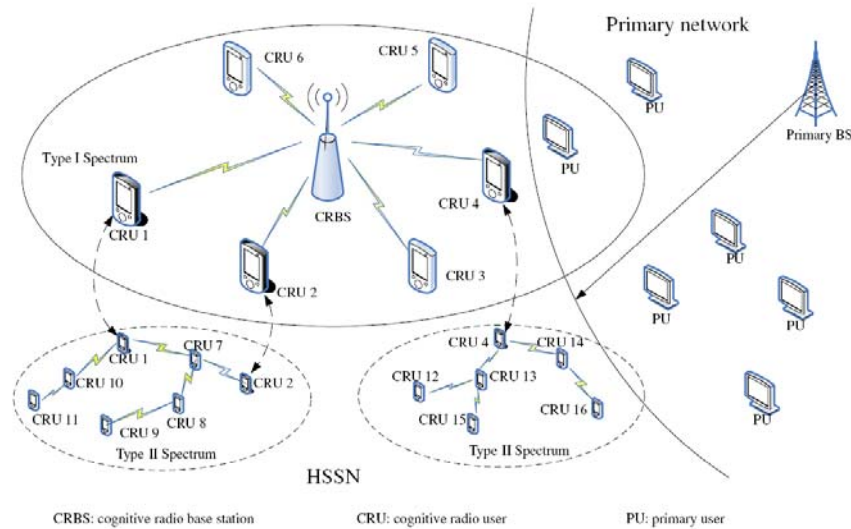 Primary network
CRU 6
CRU 5
PU
Primary BS
Type I Spectrum
PU
CRBS
CRU 4
CRU 1
CRU 2
CRU 3
PU
PU
PU
CRU 1
CRU 7
CRU 4
CRU 14
CRU 10
CRU 2
CRU 12
CRU 13
CRU 11
CRU 9
CRU 8
CRU 15
CRU 16
PU
Type II Spectrum
Type II Spectrum
HSSN
CRBS: cognitive radio base station
CRU: cognitive radio user
PU: primary user